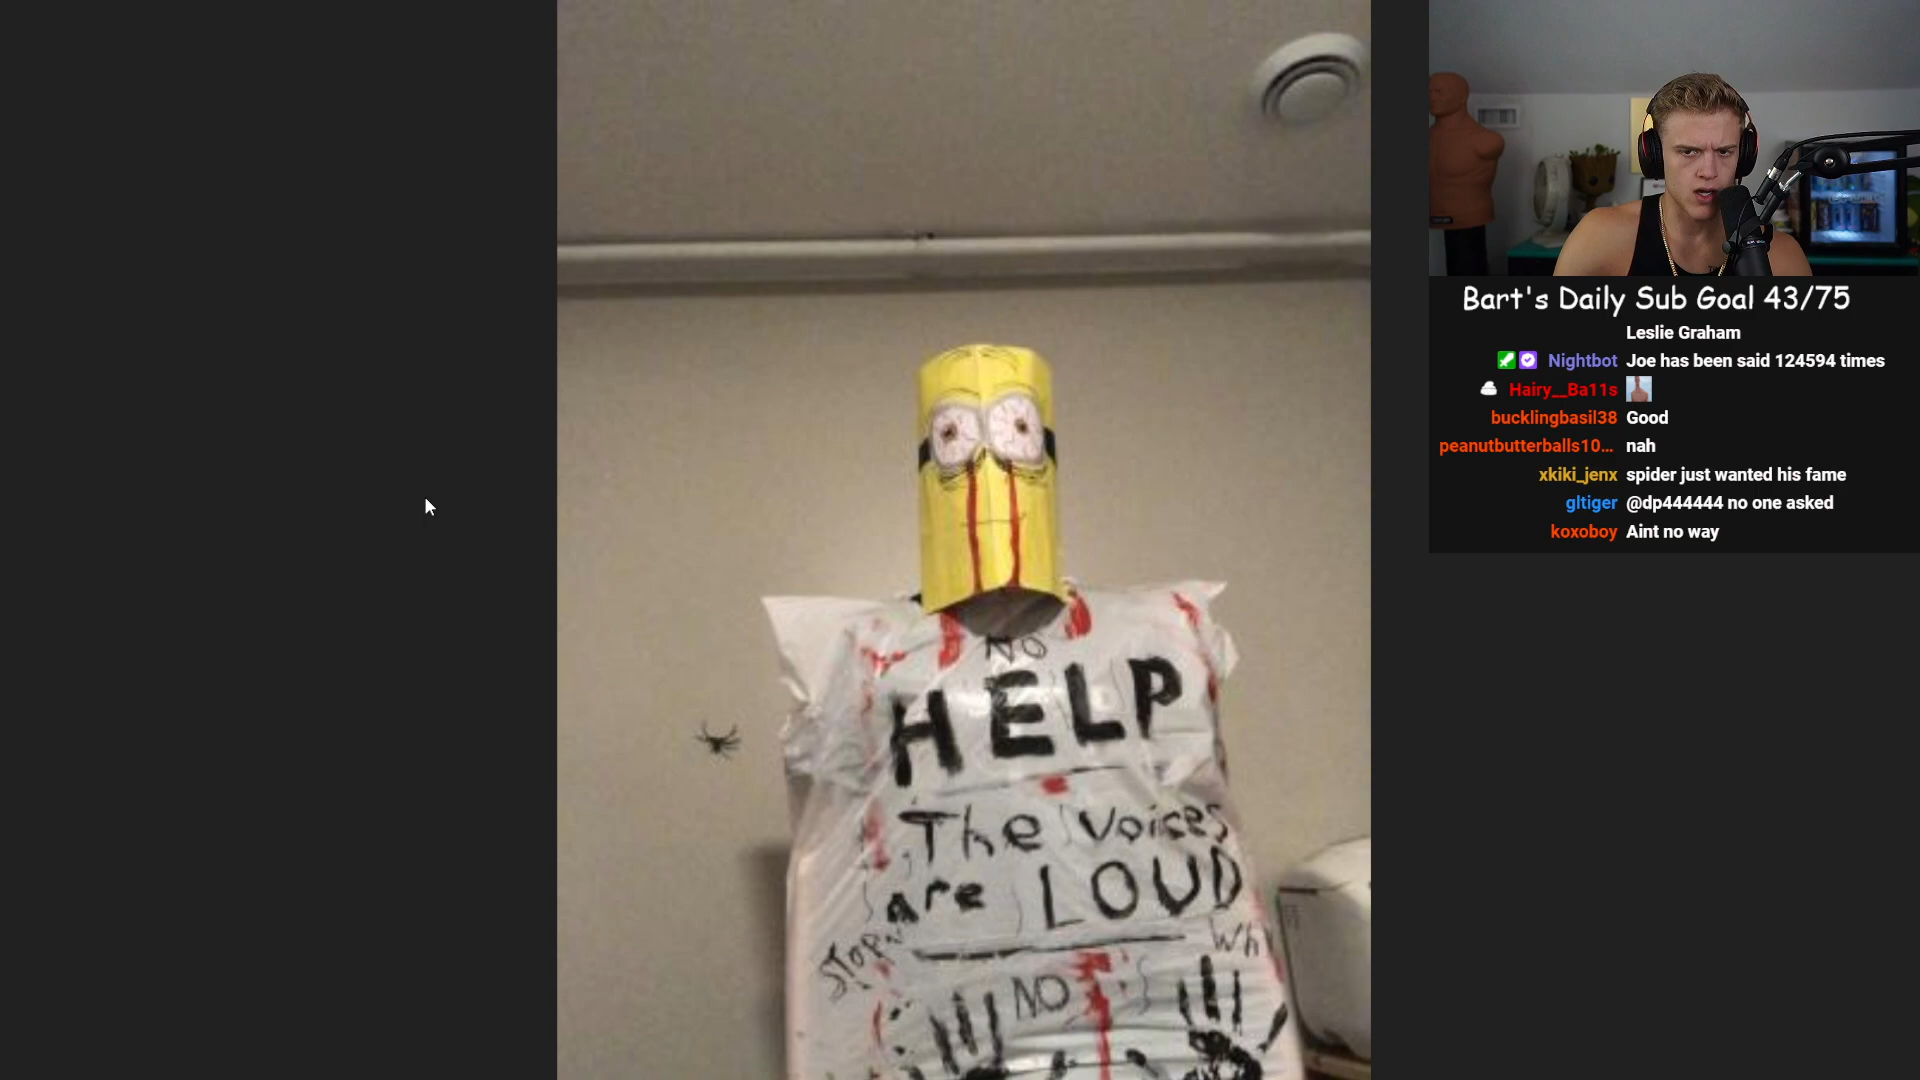 NO
HELP
The voices
are LOUD
STOP
Wh
NO
Bart's Daily Sub Goal 43/75
Leslie Graham
Nightbot Joe has been said 124594 times
Hairy__Ba11s
bucklingbasil38 Good
peanutbutterballs10... nah
xkiki_jenx spider just wanted his fame
gltiger @dp444444 no one asked
koxoboy Aint no way